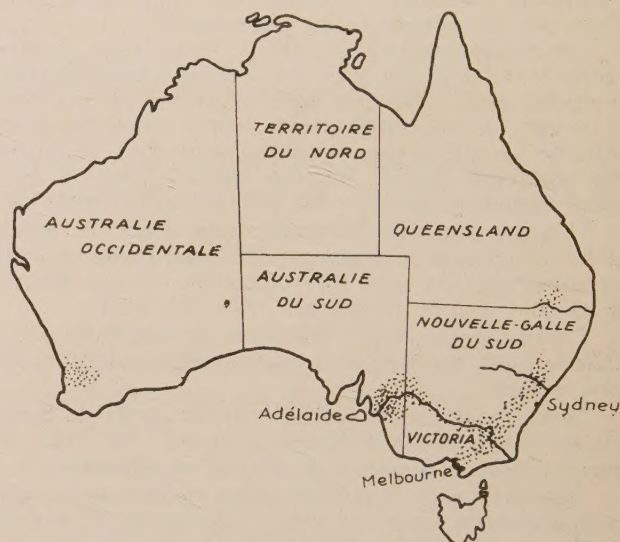 TERRITOIRE
DU NORD
AUSTRALIE
OCCIDENTALE
QUEENSLAND
AUSTRALIE
DU SUD
NOUVELLE-GALLE
DU SUD
Adélaide
Sydney
VICTORIA
Melbourne